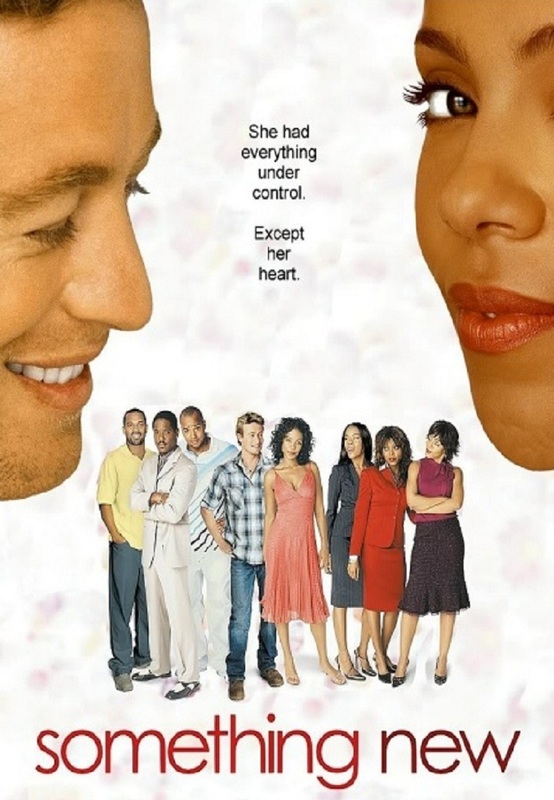 She had
everything
under
control.
Except
her
heart.
something new